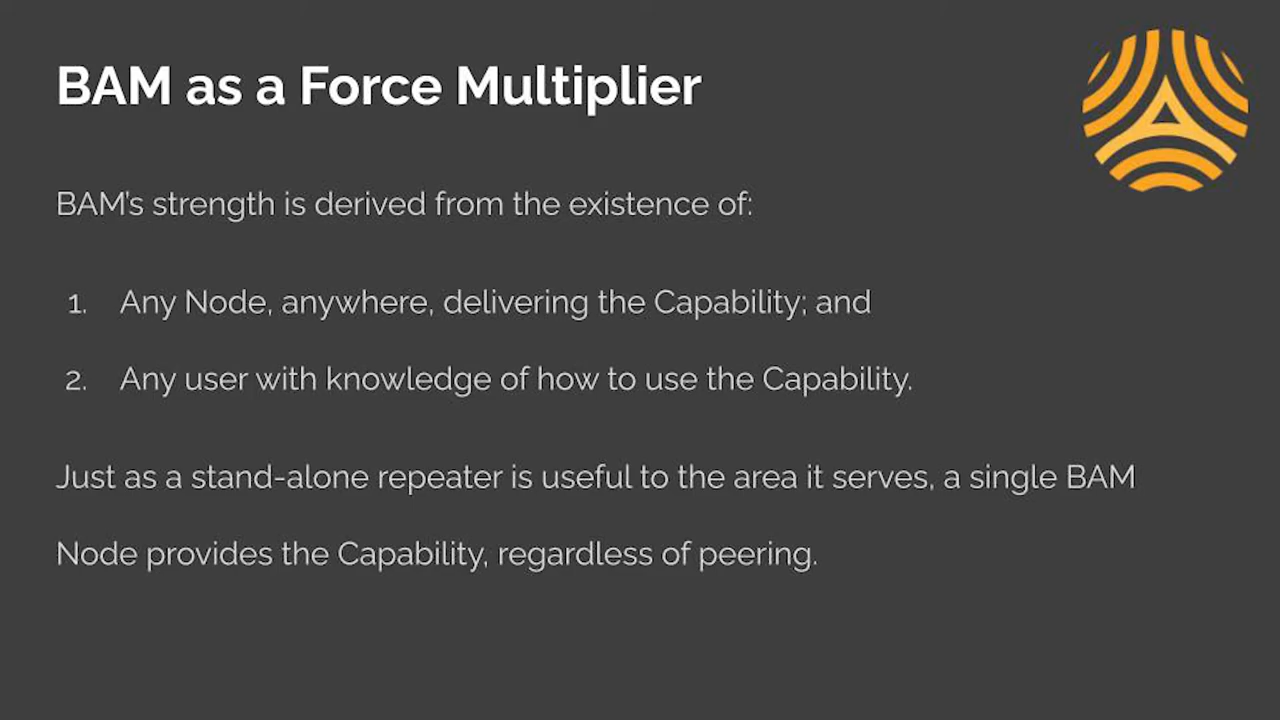 BAM as a Force Multiplier
BAM's strength is derived from the existence of:
1. Any Node, anywhere, delivering the Capability; and
2. Any user with knowledge of how to use the Capability.
Just as a stand-alone repeater is useful to the area it serves, a single BAM
Node provides the Capability, regardless of peering.